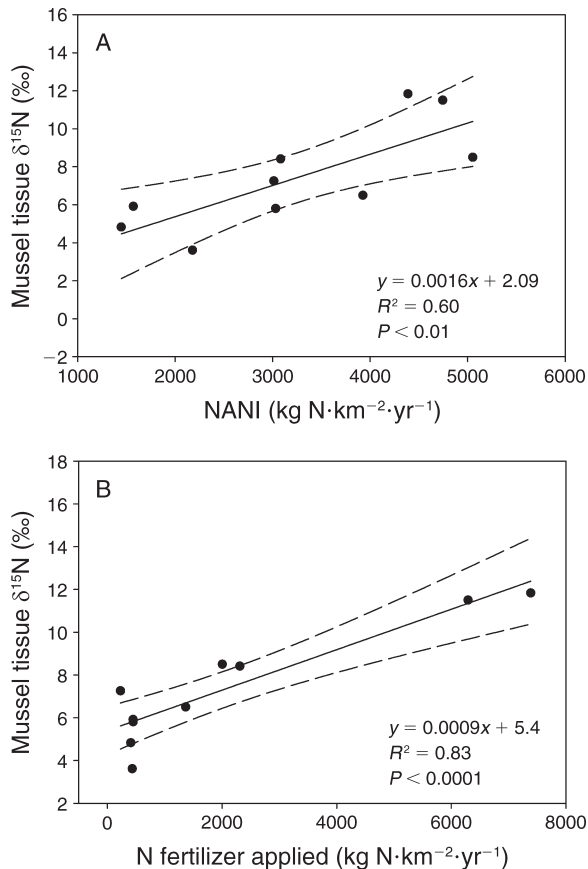 16
A
14
12
10
8
6
4
2
0
−2
Mussel tissue δ¹⁵N (‰)
y = 0.0016x + 2.09
R² = 0.60
P < 0.01
1000 2000 3000 4000 5000 6000
NANI (kg N·km⁻²·yr⁻¹)
18
B
16
14
12
10
8
6
4
2
Mussel tissue δ¹⁵N (‰)
y = 0.0009x + 5.4
R² = 0.83
P < 0.0001
0 2000 4000 6000 8000
N fertilizer applied (kg N·km⁻²·yr⁻¹)